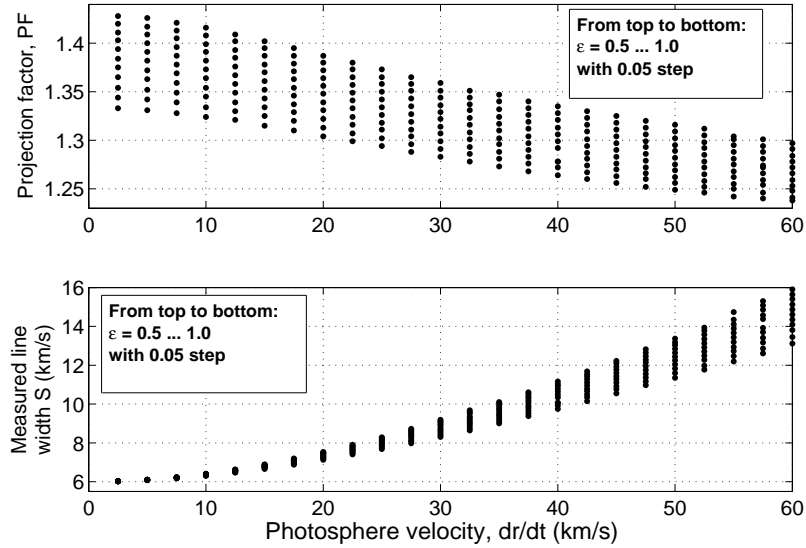 Projection factor, PF
1.4
1.35
1.3
1.25
From top to bottom:
ε = 0.5 ... 1.0
with 0.05 step
0 10 20 30 40 50 60
Measured line
width S (km/s)
16
14
12
10
8
6
From top to bottom:
ε = 0.5 ... 1.0
with 0.05 step
0 10 20 30 40 50 60
Photosphere velocity, dr/dt (km/s)